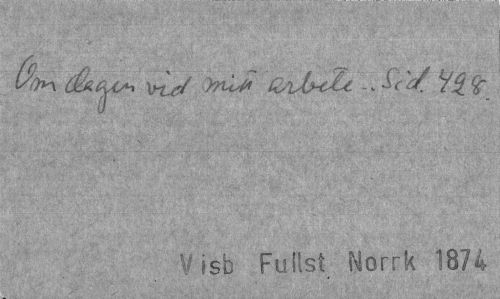 Om dagen vid mitt arbete.. Sid. 428.
Visb Fullst Norrk 1874